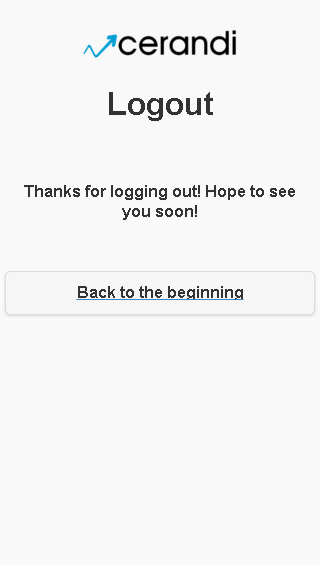 cerandi
Logout
Thanks for logging out! Hope to see
you soon!
Back to the beginning